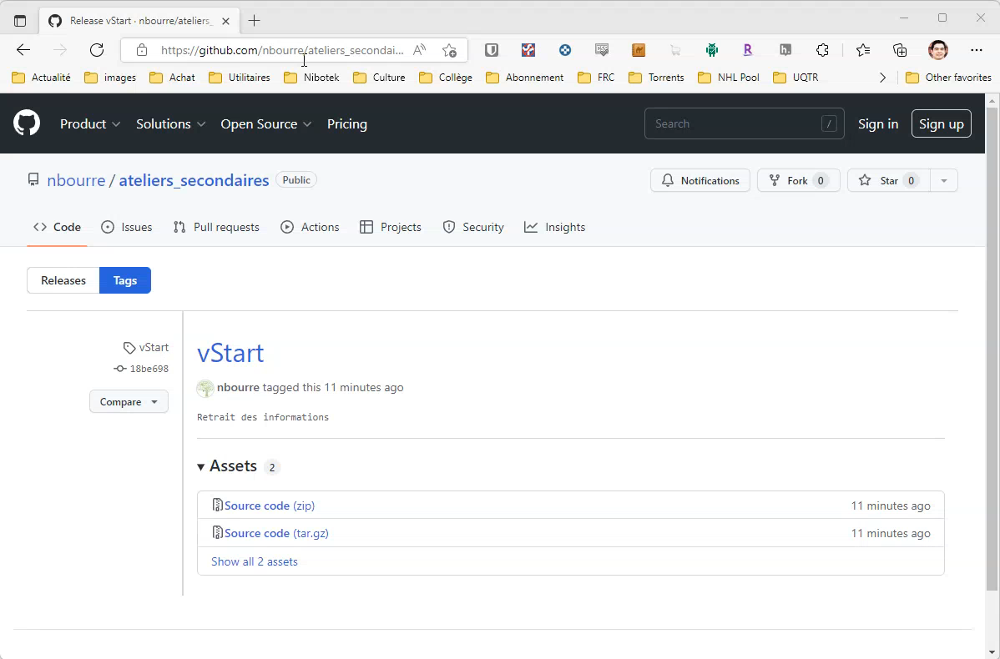 Release vStart · nbourre/ateliers_
https://github.com/nbourre/ateliers_secondai...
Actualité images Achat Utilitaires Nibotek Culture Collège Abonnement FRC Torrents NHL Pool UQTR Other favorites
Product Solutions Open Source Pricing Search / Sign in Sign up
nbourre / ateliers_secondaires Public Notifications Fork 0 Star 0
Code Issues Pull requests Actions Projects Security Insights
Releases Tags
vStart
18be698
Compare
vStart
nbourre tagged this 11 minutes ago
Retrait des informations
Assets 2
Source code (zip) 11 minutes ago
Source code (tar.gz) 11 minutes ago
Show all 2 assets